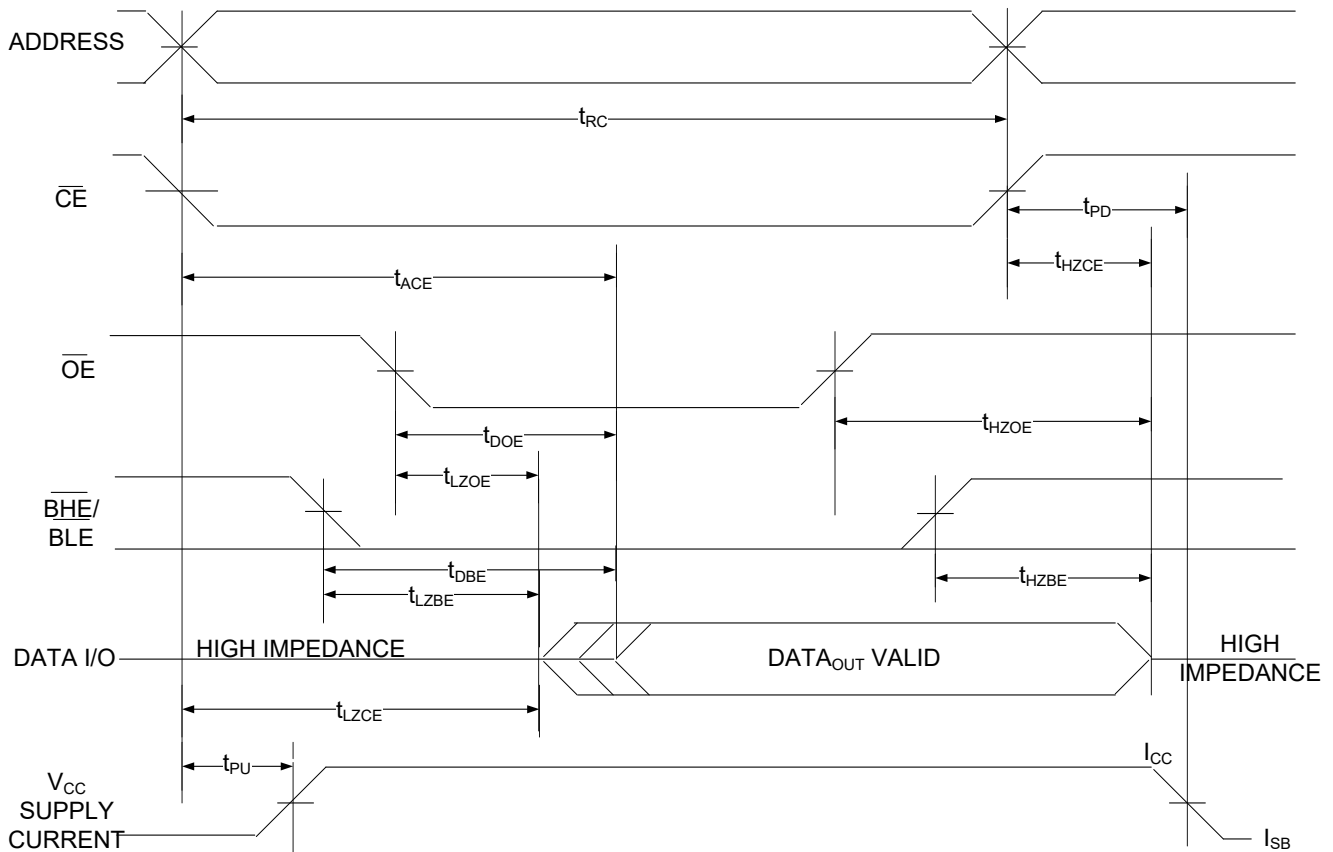 ADDRESS
tRC
CE
tPD
tHZCE
tACE
OE
tHZOE
tDOE
tLZOE
BHE/
BLE
tDBE
tHZBE
tLZBE
HIGH IMPEDANCE
DATA I/O
DATAOUT VALID
HIGH
IMPEDANCE
tLZCE
tPU
ICC
VCC
SUPPLY
CURRENT
ISB